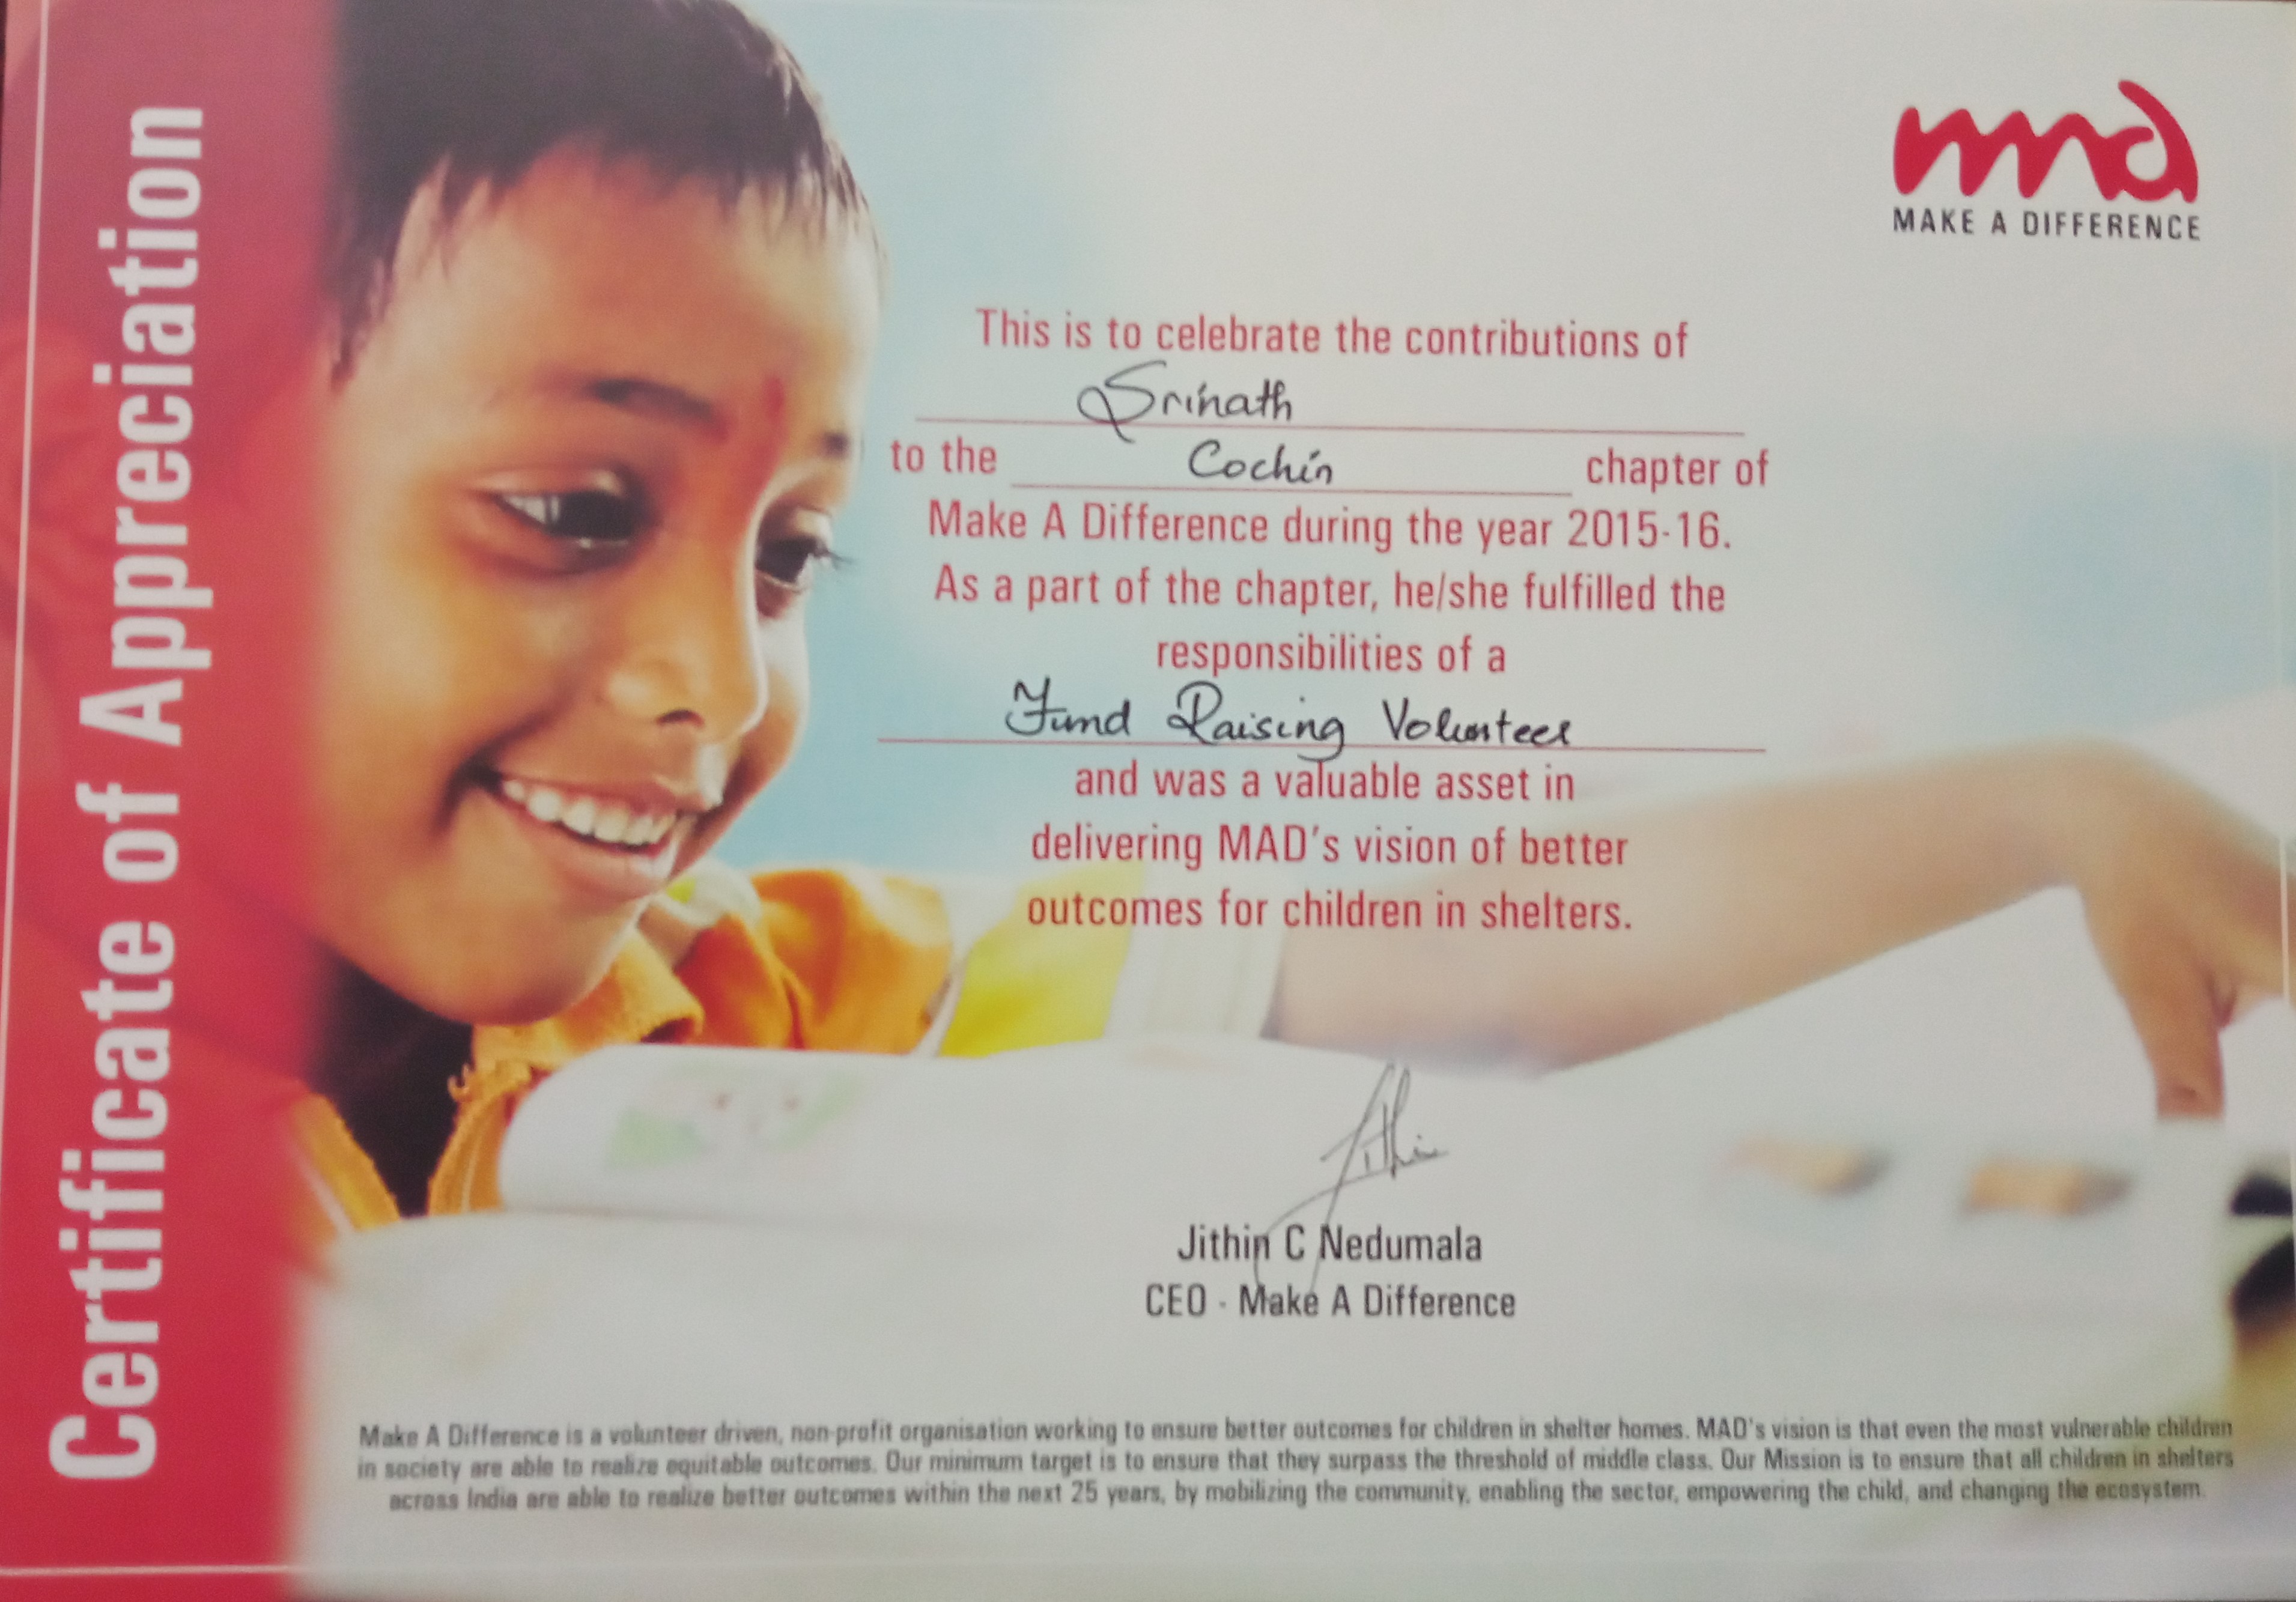 Certificate of Appreciation
mad
MAKE A DIFFERENCE
This is to celebrate the contributions of
Srinath
to the Cochin chapter of
Make A Difference during the year 2015-16.
As a part of the chapter, he/she fulfilled the
responsibilities of a
Fund Raising Volunteer
and was a valuable asset in
delivering MAD's vision of better
outcomes for children in shelters.
Jithin
Jithin C Nedumala
CEO - Make A Difference
Make A Difference is a volunteer driven, non-profit organisation working to ensure better outcomes for children in shelter homes. MAD's vision is that even the most vulnerable children
in society are able to realize equitable outcomes. Our minimum target is to ensure that they surpass the threshold of middle class. Our Mission is to ensure that all children in shelters
across India are able to realize better outcomes within the next 25 years, by mobilizing the community, enabling the sector, empowering the child, and changing the ecosystem.